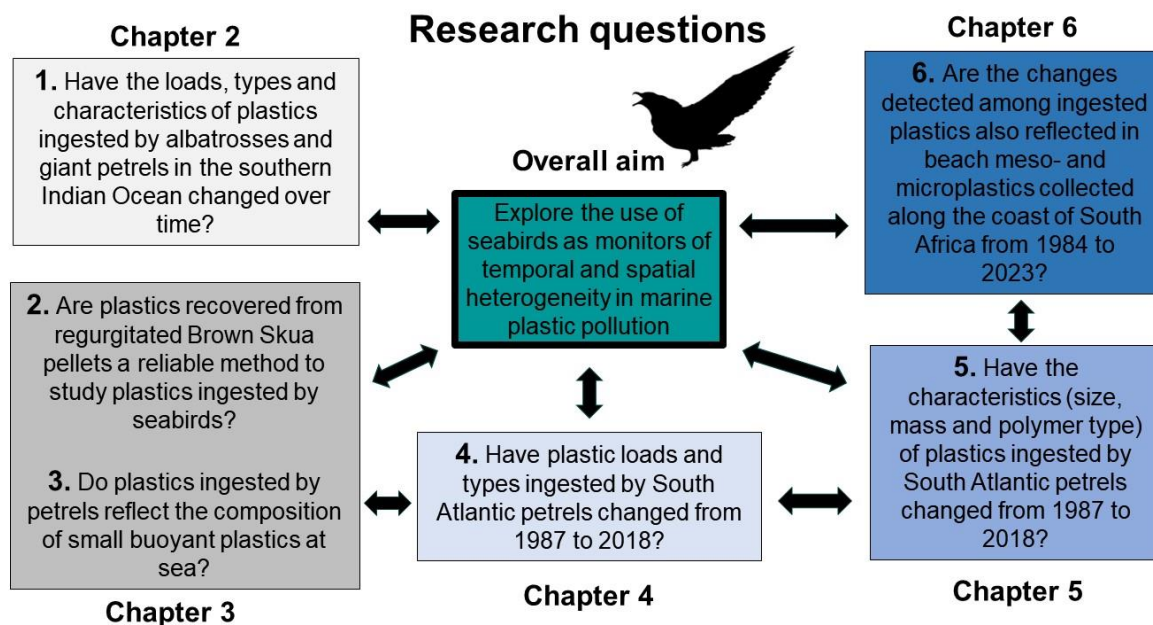 Research questions
Chapter 2
1. Have the loads, types and
characteristics of plastics
ingested by albatrosses and
giant petrels in the southern
Indian Ocean changed over
time?
Overall aim
Explore the use of
seabirds as monitors of
temporal and spatial
heterogeneity in marine
plastic pollution
Chapter 6
6. Are the changes
detected among ingested
plastics also reflected in
beach meso- and
microplastics collected
along the coast of South
Africa from 1984 to
2023?
2. Are plastics recovered from
regurgitated Brown Skua
pellets a reliable method to
study plastics ingested by
seabirds?
3. Do plastics ingested by
petrels reflect the composition
of small buoyant plastics at
sea?
Chapter 3
4. Have plastic loads and
types ingested by South
Atlantic petrels changed from
1987 to 2018?
Chapter 4
5. Have the
characteristics (size,
mass and polymer type)
of plastics ingested by
South Atlantic petrels
changed from 1987 to
2018?
Chapter 5